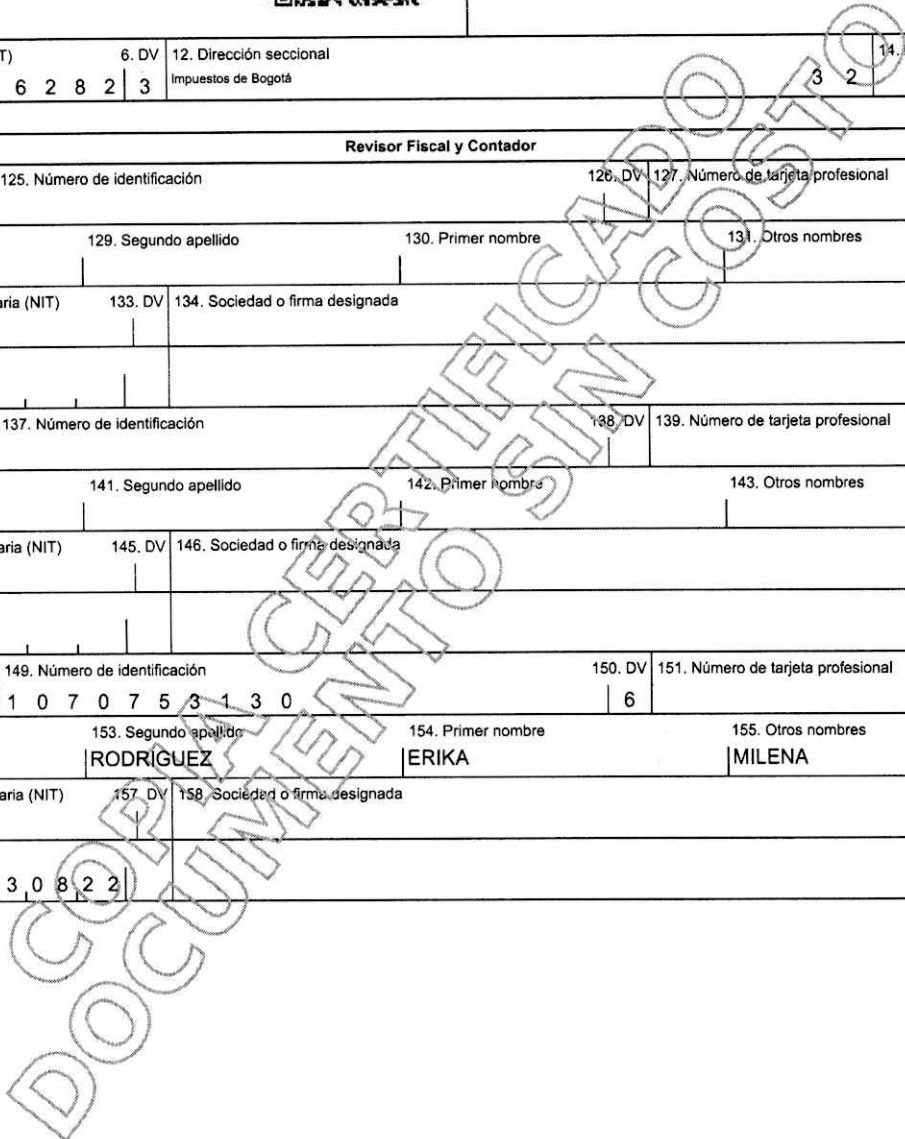 T) 6. DV 12. Dirección seccional 14.
6 2 8 2 3 Impuestos de Bogotá 3 2
Revisor Fiscal y Contador
125. Número de identificación 126. DV 127. Número de tarjeta profesional
129. Segundo apellido 130. Primer nombre 131. Otros nombres
aria (NIT) 133. DV 134. Sociedad o firma designada
137. Número de identificación 138. DV 139. Número de tarjeta profesional
141. Segundo apellido 142. Primer nombre 143. Otros nombres
aria (NIT) 145. DV 146. Sociedad o firma designada
149. Número de identificación 150. DV 151. Número de tarjeta profesional
1 0 7 0 7 5 3 1 3 0 6
153. Segundo apellido 154. Primer nombre 155. Otros nombres
RODRIGUEZ ERIKA MILENA
aria (NIT) 157. DV 158. Sociedad o firma designada
3 0 8 2 2
COPIA CERTIFICADO
DOCUMENTO SIN COSTO